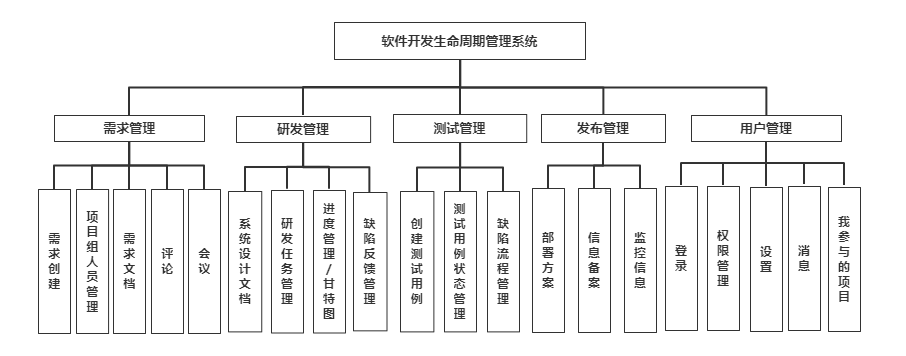 软件开发生命周期管理系统
需求管理
研发管理
测试管理
发布管理
用户管理
需求创建
项目组人员管理
需求文档
评论
会议
系统设计文档
研发任务管理
进度管理/甘特图
缺陷反馈管理
创建测试用例
测试用例状态管理
缺陷流程管理
部署方案
信息备案
监控信息
登录
权限管理
设置
消息
我参与的项目